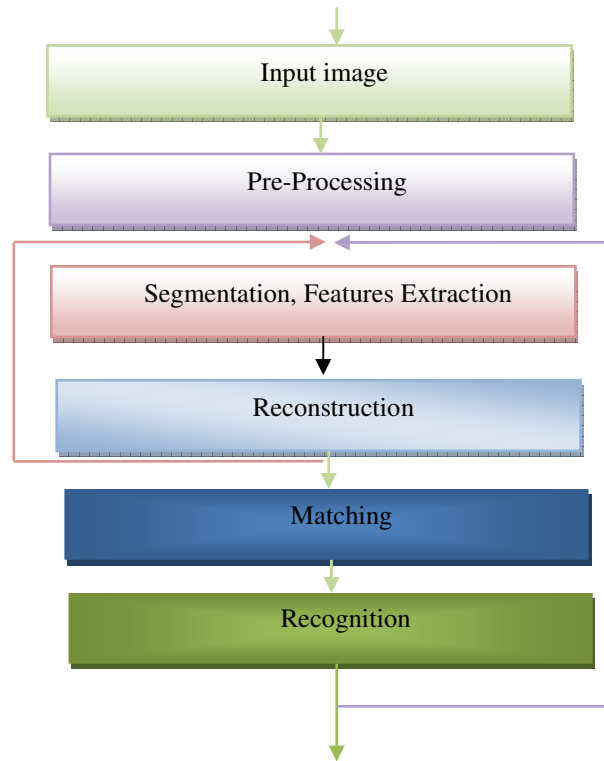 Input image
Pre-Processing
Segmentation, Features Extraction
Reconstruction
Matching
Recognition